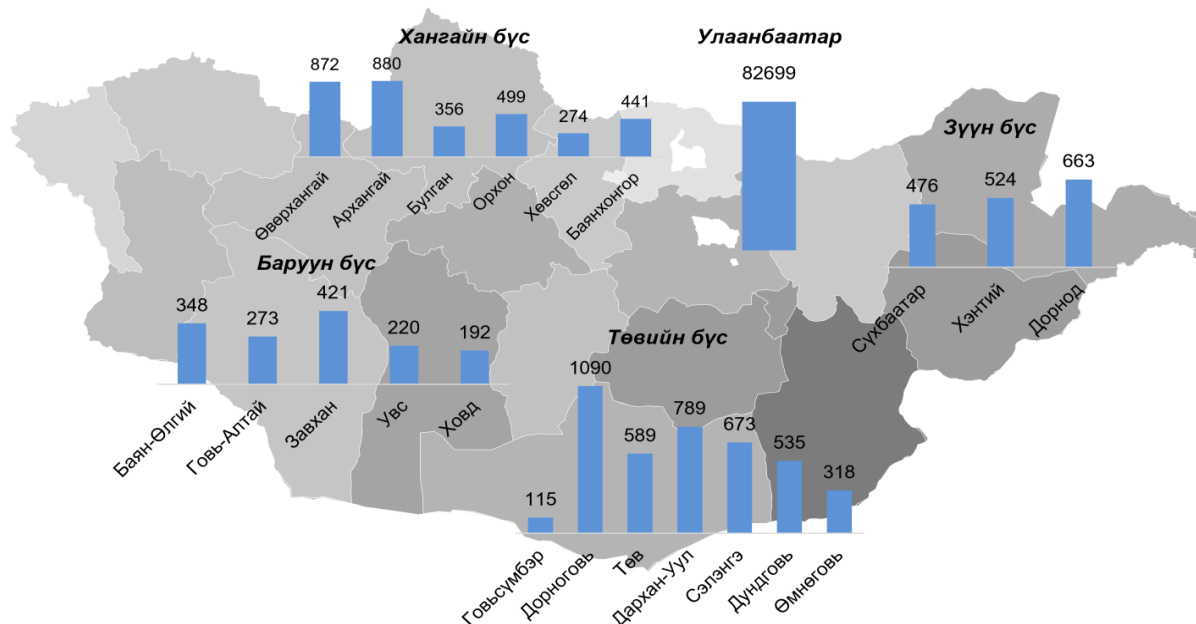 Хангайн бүс
872
880
356
499
274
441
Өвөрхангай
Архангай
Булган
Орхон
Хөвсгөл
Баянхонгор
Улаанбаатар
82699
Зүүн бүс
476
524
663
Сүхбаатар
Хэнтий
Дорнод
Баруун бүс
348
273
421
220
192
Баян-Өлгий
Говь-Алтай
Завхан
Увс
Ховд
Төвийн бүс
115
1090
589
789
673
535
318
Говьсүмбэр
Дорноговь
Төв
Дархан-Уул
Сэлэнгэ
Дундговь
Өмнөговь